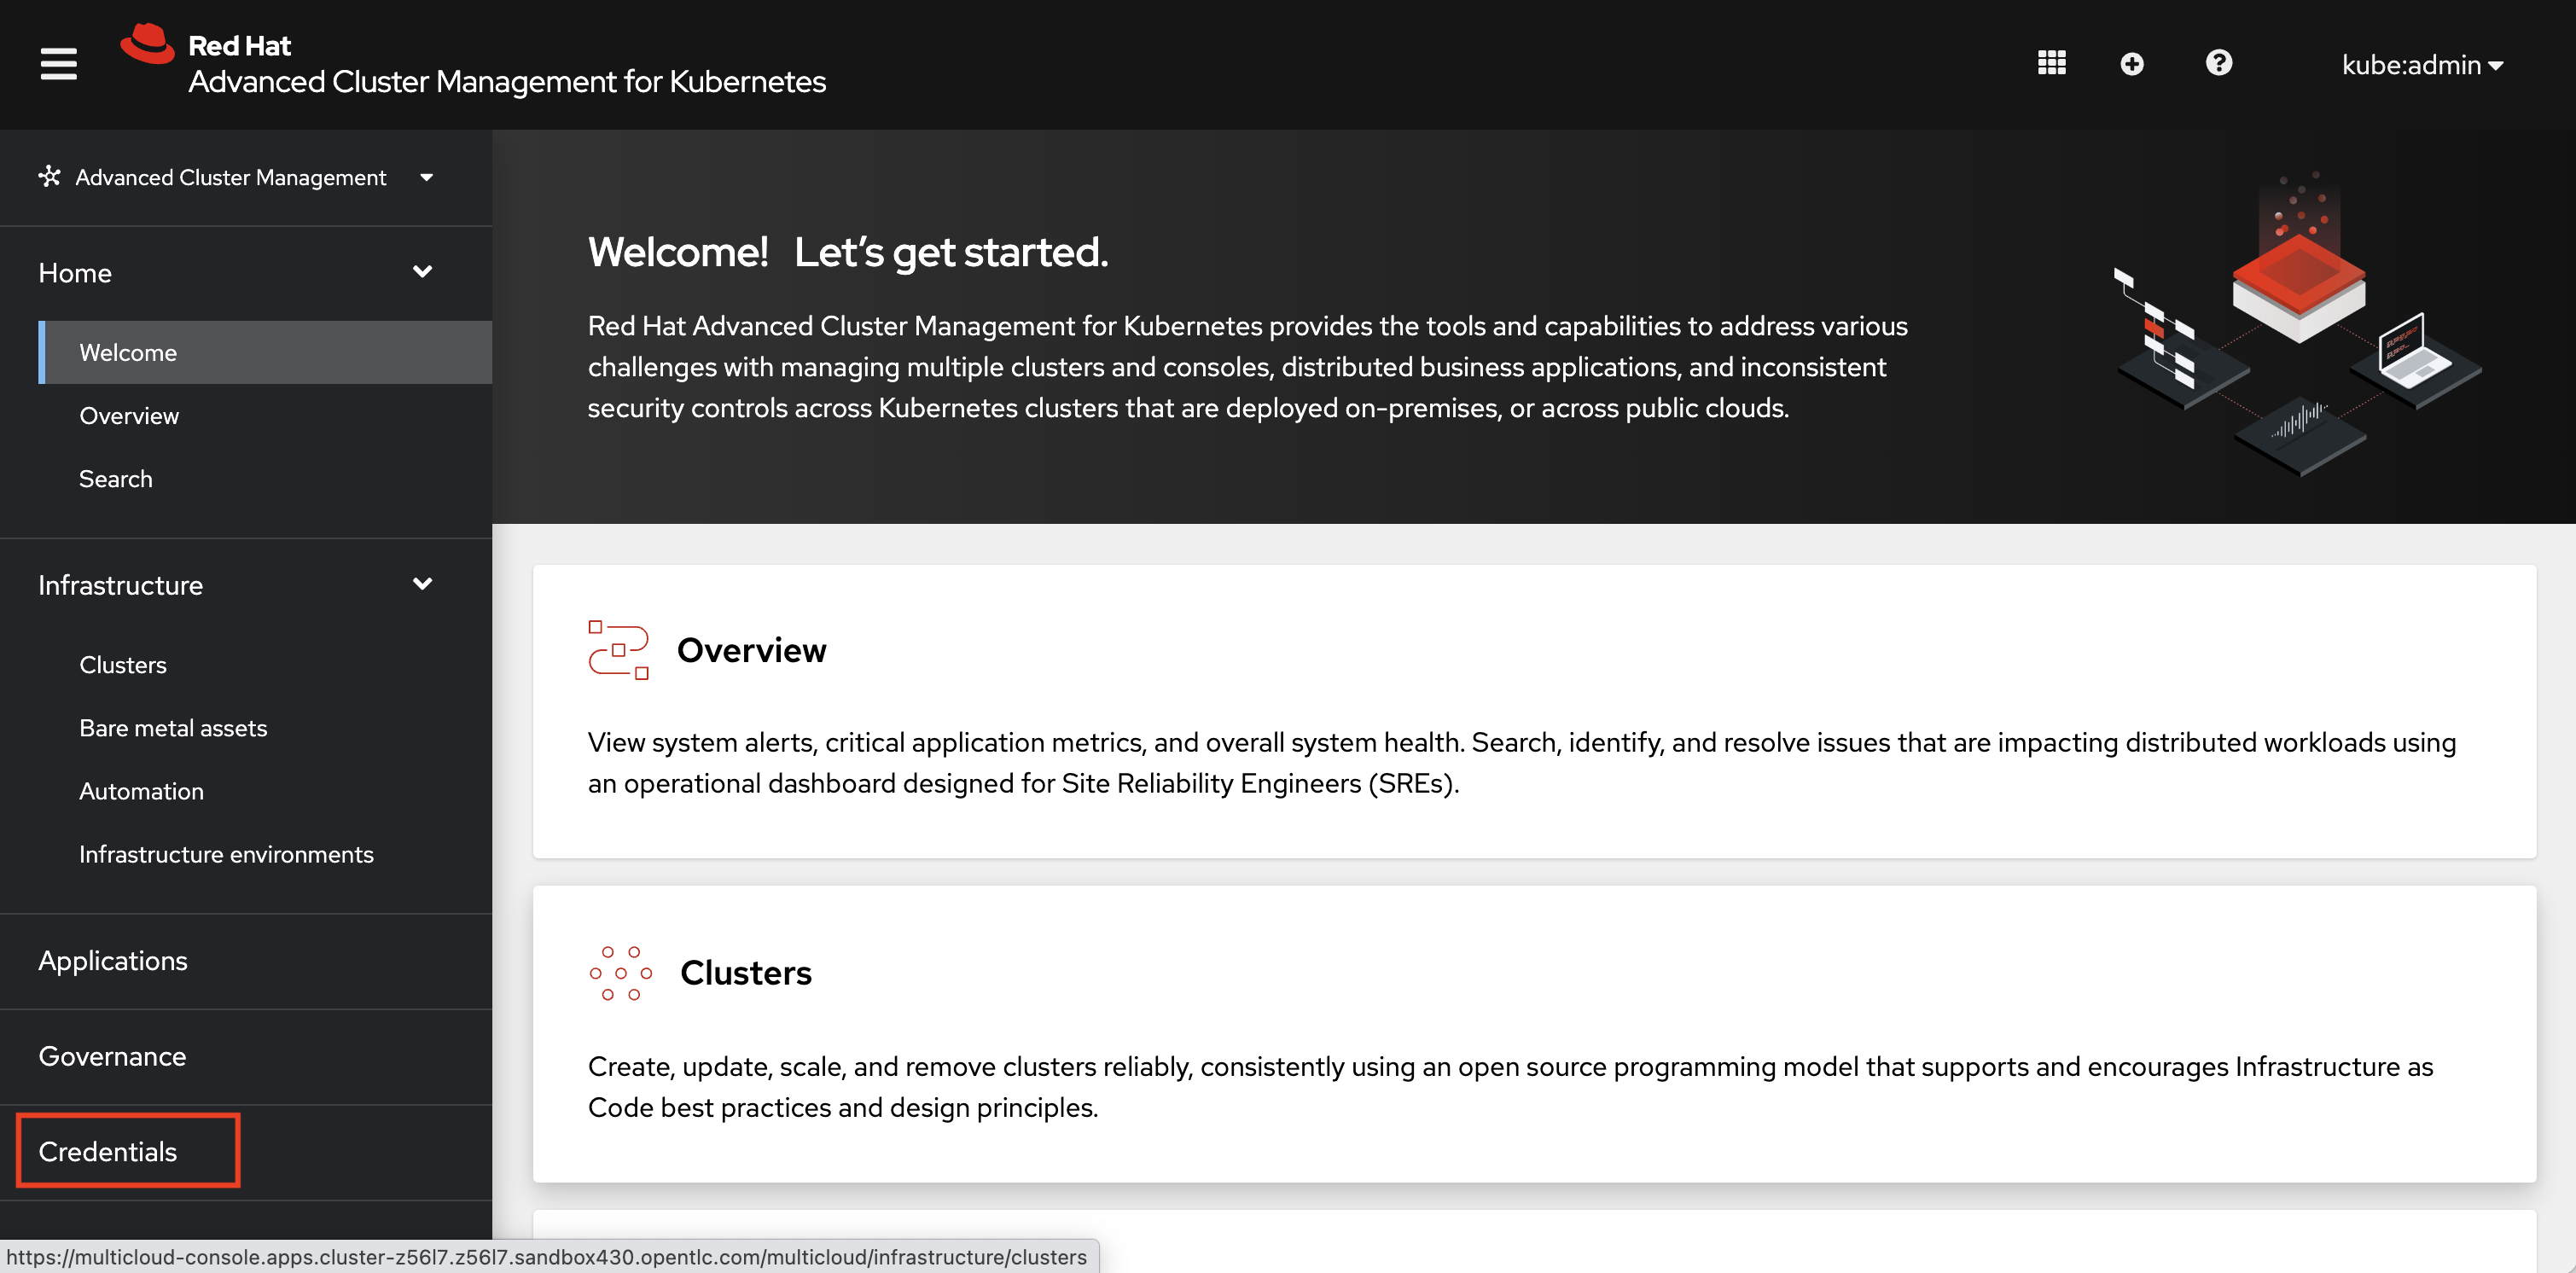 Red Hat
Advanced Cluster Management for Kubernetes
kube:admin
Advanced Cluster Management
Home
Welcome
Overview
Search
Infrastructure
Clusters
Bare metal assets
Automation
Infrastructure environments
Applications
Governance
Credentials
Welcome! Let’s get started.
Red Hat Advanced Cluster Management for Kubernetes provides the tools and capabilities to address various
challenges with managing multiple clusters and consoles, distributed business applications, and inconsistent
security controls across Kubernetes clusters that are deployed on-premises, or across public clouds.
Overview
View system alerts, critical application metrics, and overall system health. Search, identify, and resolve issues that are impacting distributed workloads using
an operational dashboard designed for Site Reliability Engineers (SREs).
Clusters
Create, update, scale, and remove clusters reliably, consistently using an open source programming model that supports and encourages Infrastructure as
Code best practices and design principles.
https://multicloud-console.apps.cluster-z56l7.z56l7.sandbox430.opentlc.com/multicloud/infrastructure/clusters